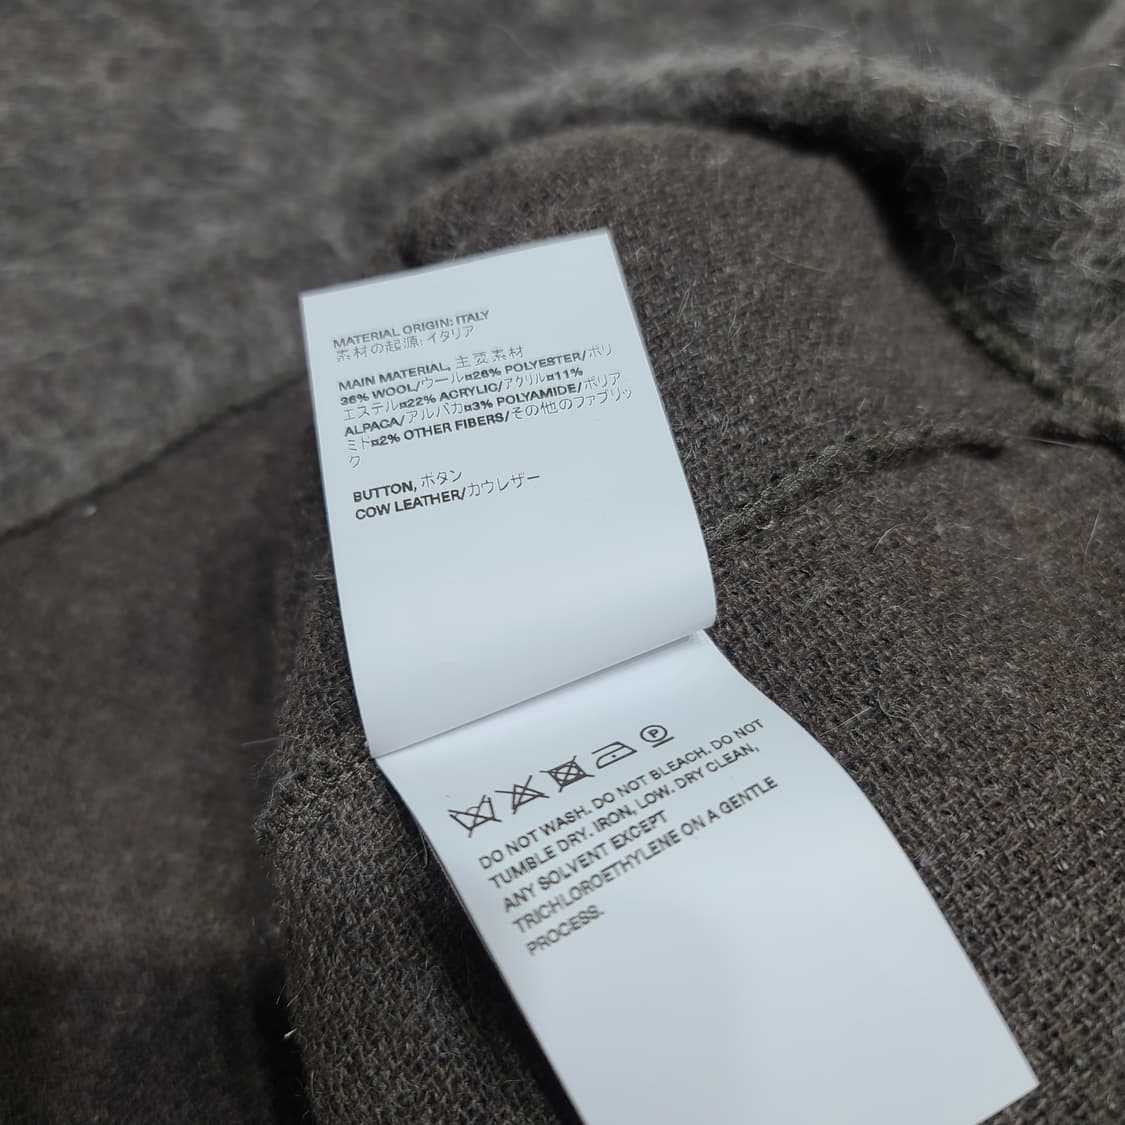 MATERIAL ORIGIN: ITALY
素材の起源: イタリア
MAIN MATERIAL, 主要素材
36% WOOL/ウール¤26% POLYESTER/ポリ
エステル¤22% ACRYLIC/アクリル¤11%
ALPACA/アルパカ¤3% POLYAMIDE/ポリア
ミド¤2% OTHER FIBERS/その他のファブリッ
ク
BUTTON, ボタン
COW LEATHER/カウレザー
P
DO NOT WASH. DO NOT BLEACH. DO NOT
TUMBLE DRY. IRON, LOW. DRY CLEAN,
ANY SOLVENT EXCEPT
TRICHLOROETHYLENE ON A GENTLE
PROCESS.